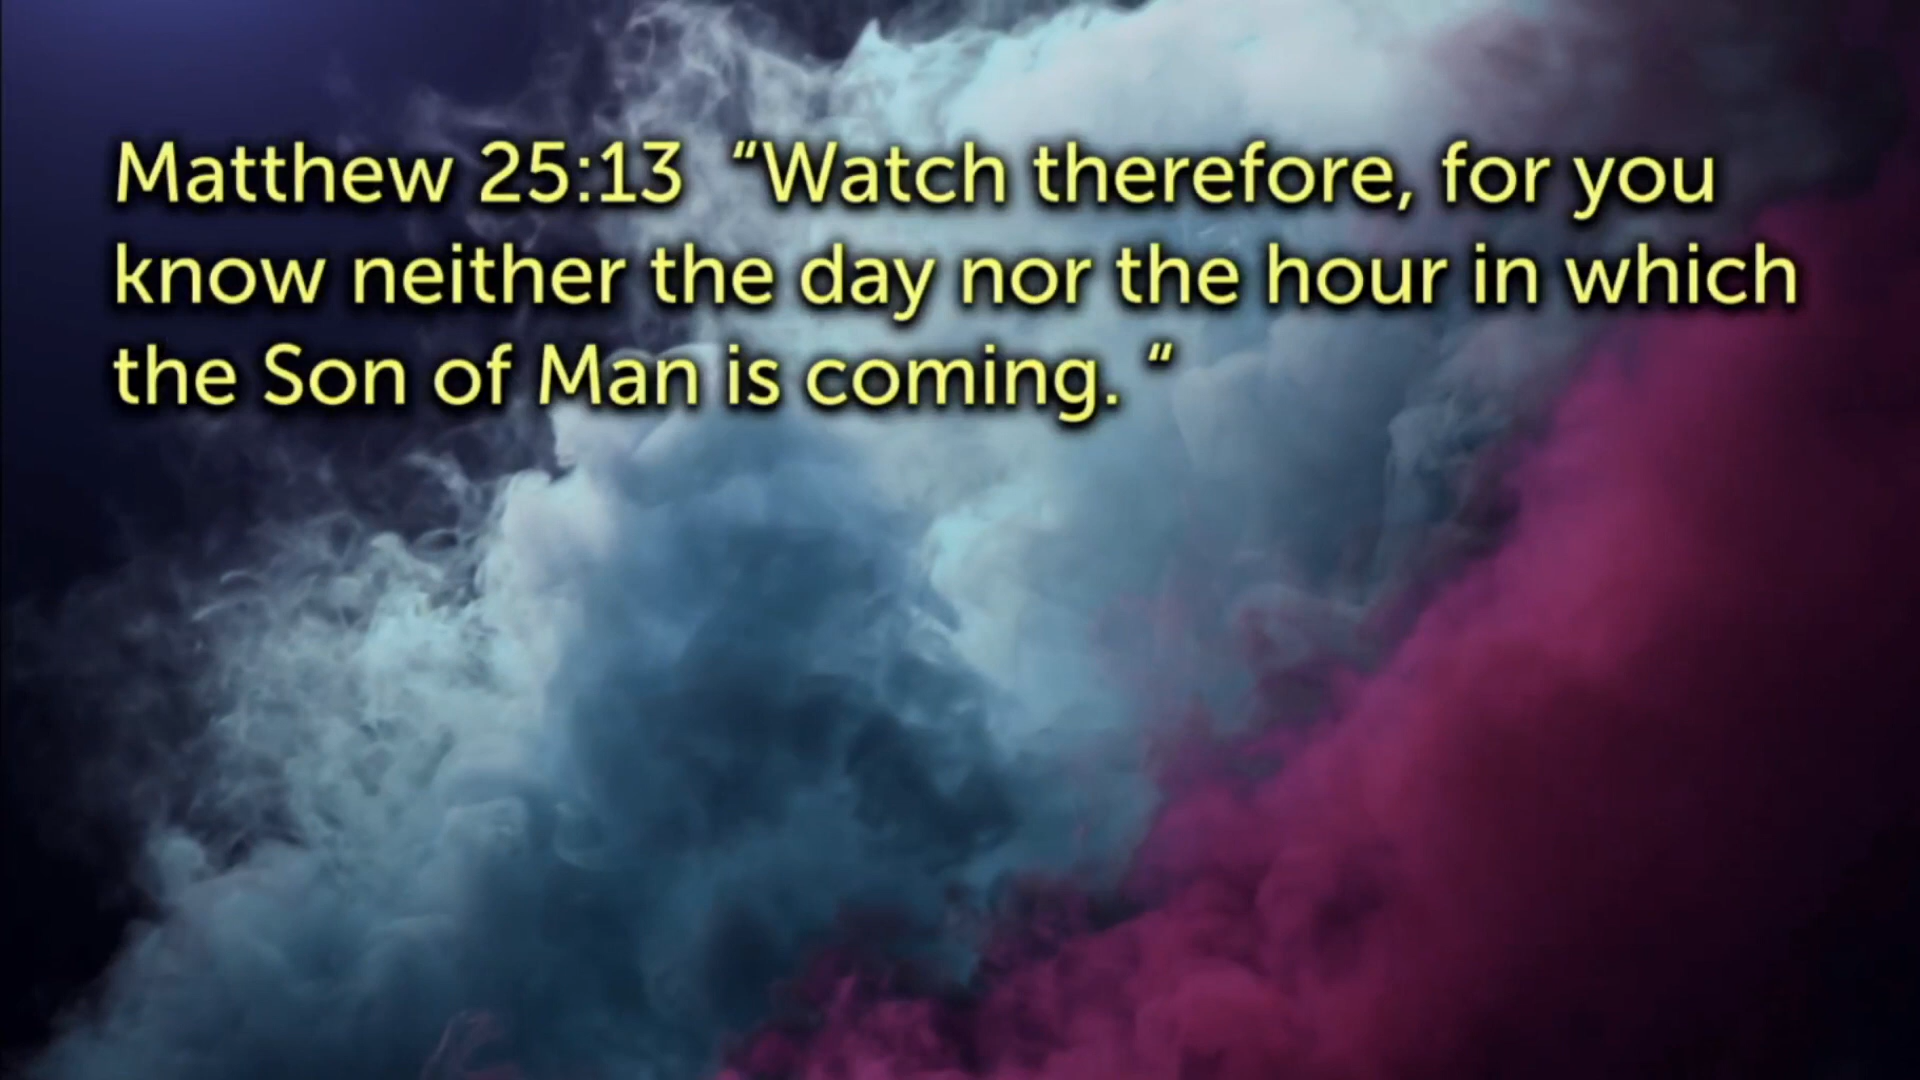 Matthew 25:13  “Watch therefore, for you
know neither the day nor the hour in which
the Son of Man is coming. “